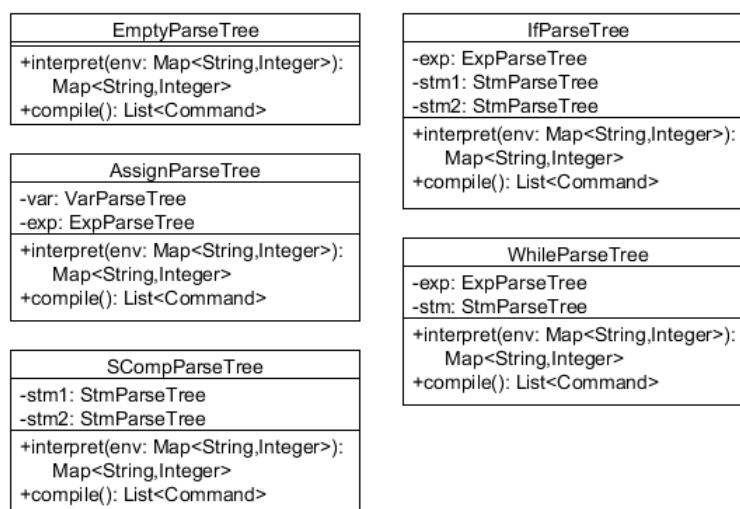 EmptyParseTree
+interpret(env: Map<String,Integer>):
Map<String,Integer>
+compile(): List<Command>
AssignParseTree
-var: VarParseTree
-exp: ExpParseTree
+interpret(env: Map<String,Integer>):
Map<String,Integer>
+compile(): List<Command>
SCompParseTree
-stm1: StmParseTree
-stm2: StmParseTree
+interpret(env: Map<String,Integer>):
Map<String,Integer>
+compile(): List<Command>
IfParseTree
-exp: ExpParseTree
-stm1: StmParseTree
-stm2: StmParseTree
+interpret(env: Map<String,Integer>):
Map<String,Integer>
+compile(): List<Command>
WhileParseTree
-exp: ExpParseTree
-stm: StmParseTree
+interpret(env: Map<String,Integer>):
Map<String,Integer>
+compile(): List<Command>